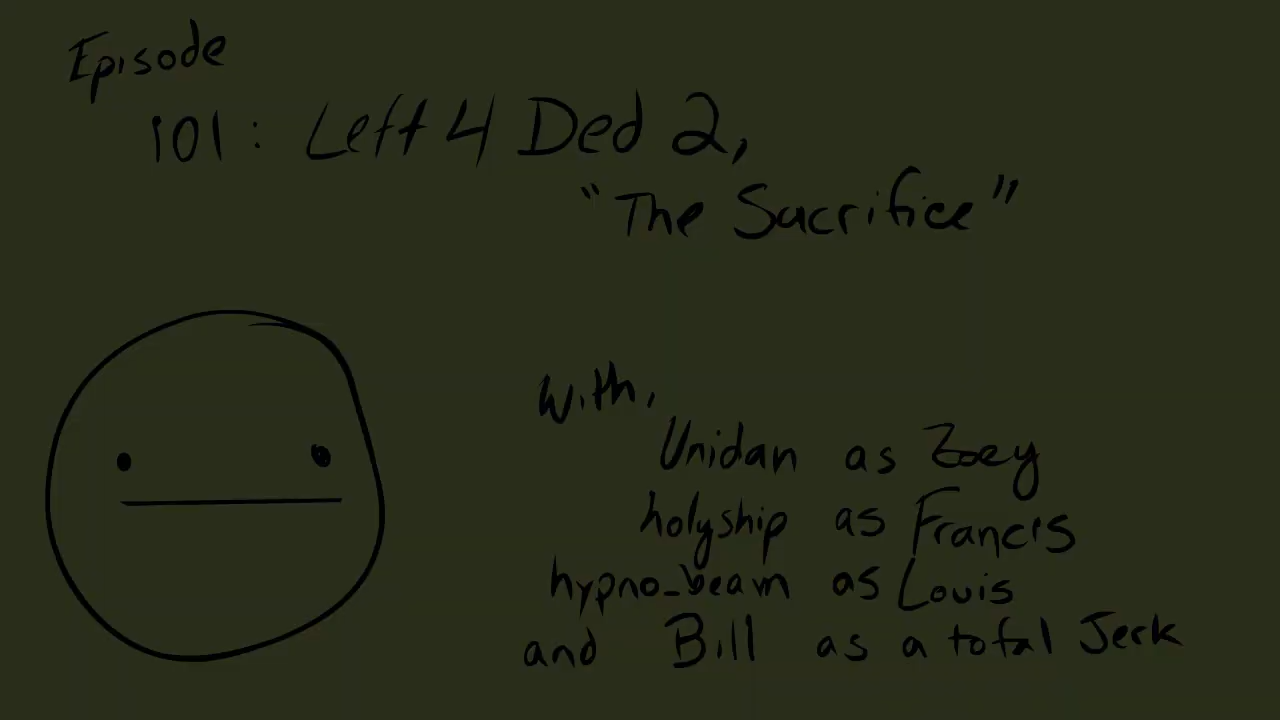 Episode
101: Left 4 Ded 2,
"The Sacrifice"
With,
Unidan as Zoey
holyship as Francis
hypno_beam as Louis
and Bill as a total Jerk